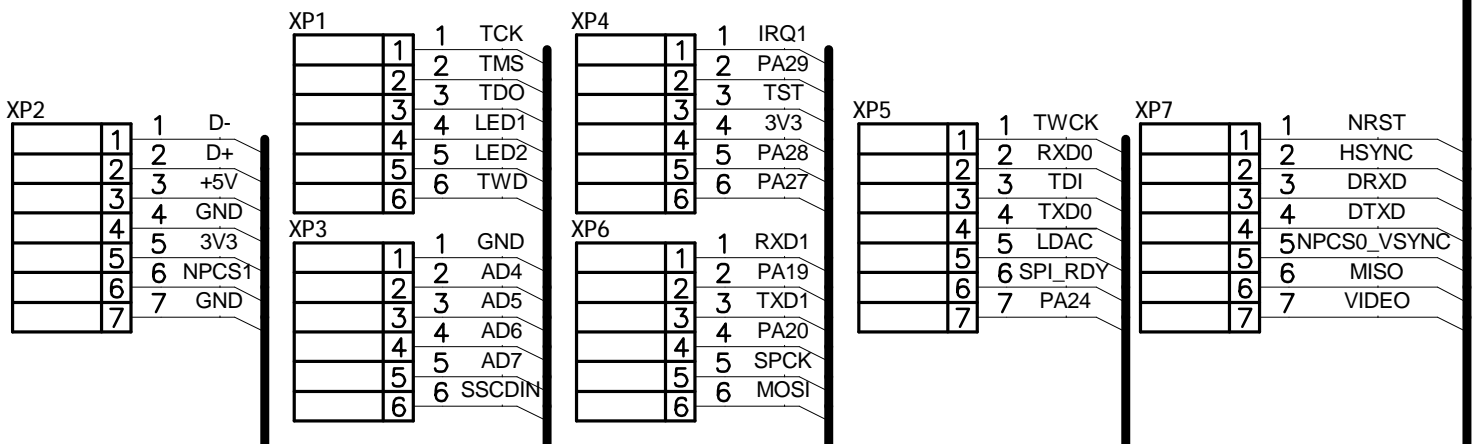 XP2
1 1 D-
2 2 D+
3 3 +5V
4 4 GND
5 5 3V3
6 6 NPCS1
7 7 GND
XP1
1 1 TCK
2 2 TMS
3 3 TDO
4 4 LED1
5 5 LED2
6 6 TWD
XP3
1 1 GND
2 2 AD4
3 3 AD5
4 4 AD6
5 5 AD7
6 6 SSCDIN
XP4
1 1 IRQ1
2 2 PA29
3 3 TST
4 4 3V3
5 5 PA28
6 6 PA27
XP6
1 1 RXD1
2 2 PA19
3 3 TXD1
4 4 PA20
5 5 SPCK
6 6 MOSI
XP5
1 1 TWCK
2 2 RXD0
3 3 TDI
4 4 TXD0
5 5 LDAC
6 6 SPI_RDY
7 7 PA24
XP7
1 1 NRST
2 2 HSYNC
3 3 DRXD
4 4 DTXD
5 5 NPCS0_VSYNC
6 6 MISO
7 7 VIDEO